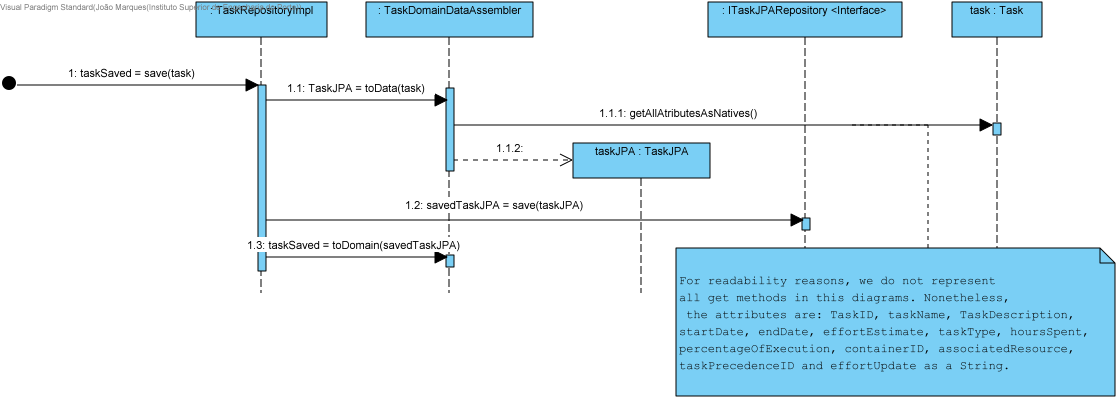 Visual Paradigm Standard(João Marques(Instituto Superior
: TaskRepositoryImpl
: TaskDomainDataAssembler
: ITaskJPARepository <Interface>
task : Task
1: taskSaved = save(task)
1.1: TaskJPA = toData(task)
1.1.1: getAllAtributesAsNatives()
1.1.2:
taskJPA : TaskJPA
1.2: savedTaskJPA = save(taskJPA)
1.3: taskSaved = toDomain(savedTaskJPA)
For readability reasons, we do not represent
all get methods in this diagrams. Nonetheless,
the attributes are: TaskID, taskName, TaskDescription,
startDate, endDate, effortEstimate, taskType, hoursSpent,
percentageOfExecution, containerID, associatedResource,
taskPrecedenceID and effortUpdate as a String.